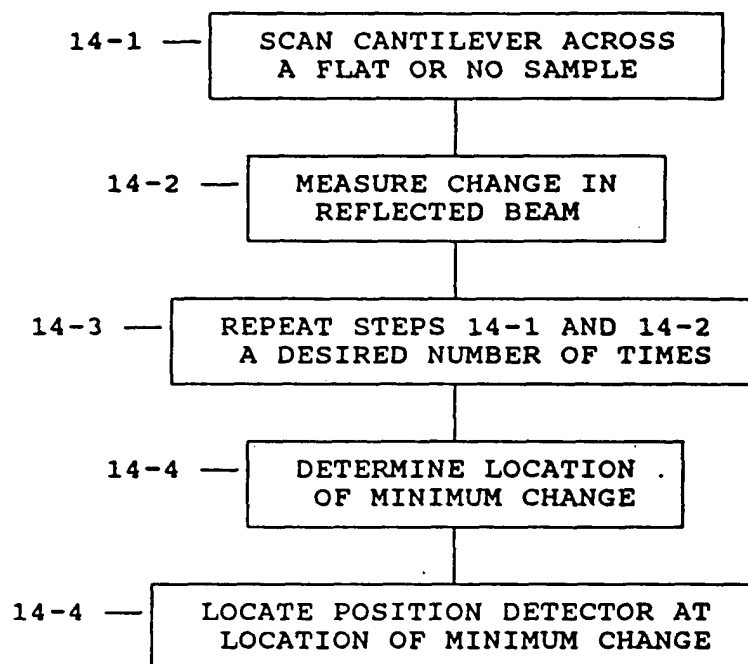 14-1 — SCAN CANTILEVER ACROSS
A FLAT OR NO SAMPLE
14-2 — MEASURE CHANGE IN
REFLECTED BEAM
14-3 — REPEAT STEPS 14-1 AND 14-2
A DESIRED NUMBER OF TIMES
14-4 — DETERMINE LOCATION
OF MINIMUM CHANGE
14-4 — LOCATE POSITION DETECTOR AT
LOCATION OF MINIMUM CHANGE